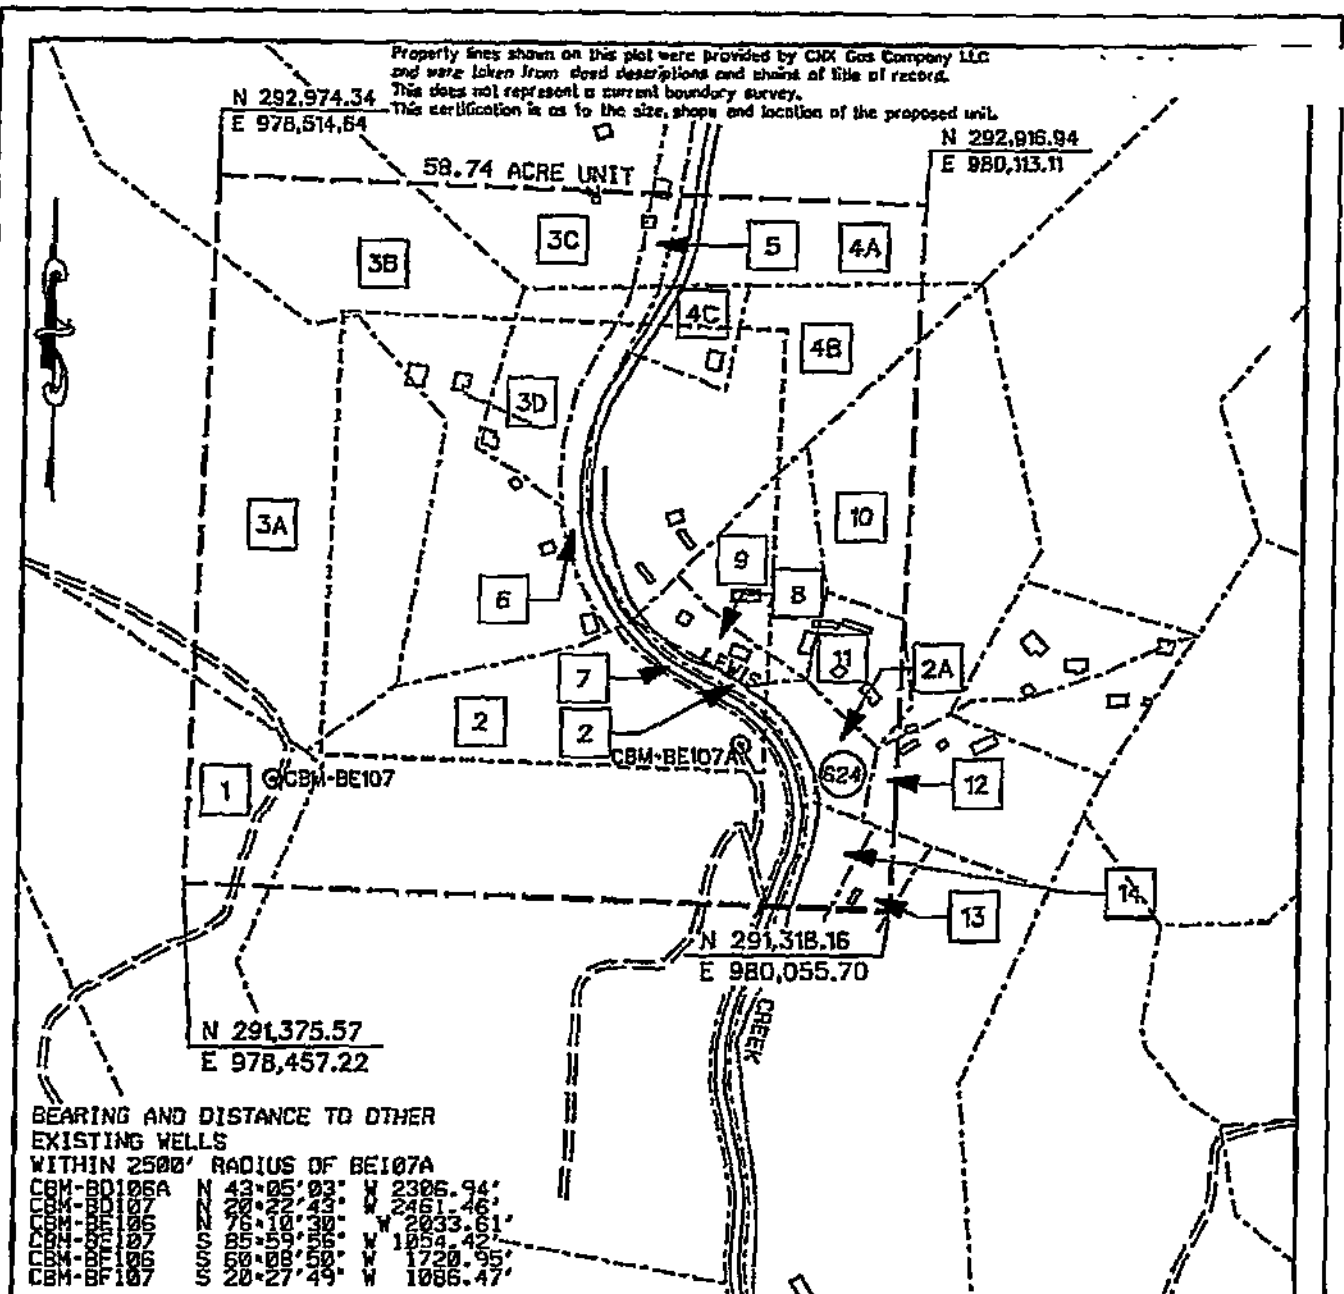 Property lines shown on this plat were provided by CNX Gas Company LLC
and were taken from deed descriptions and chains of title of record.
This does not represent a current boundary survey.
This certification is as to the size, shape and location of the proposed unit.
N 292,974.34
E 978,514.64
N 292,916.94
E 980,113.11
58.74 ACRE UNIT
3C
5
4A
3B
4C
4B
3D
3A
10
9
8
6
LEWIS
11
2A
7
2
2
CBM-BE107A
1
CBM-BE107
624
12
14
13
N 291,318.16
E 980,055.70
CREEK
N 291,375.57
E 978,457.22
BEARING AND DISTANCE TO OTHER
EXISTING WELLS
WITHIN 2500' RADIUS OF BE107A
CBM-BD106A N 43°05'03" W 2306.94'
CBM-BD107 N 20°22'43" W 2461.46'
CBM-BE106 N 76°10'30" W 2033.61'
CBM-BE107 S 85°59'56" W 1054.42'
CBM-BF106 S 60°08'50" W 1720.95'
CBM-BF107 S 20°27'49" W 1086.47'